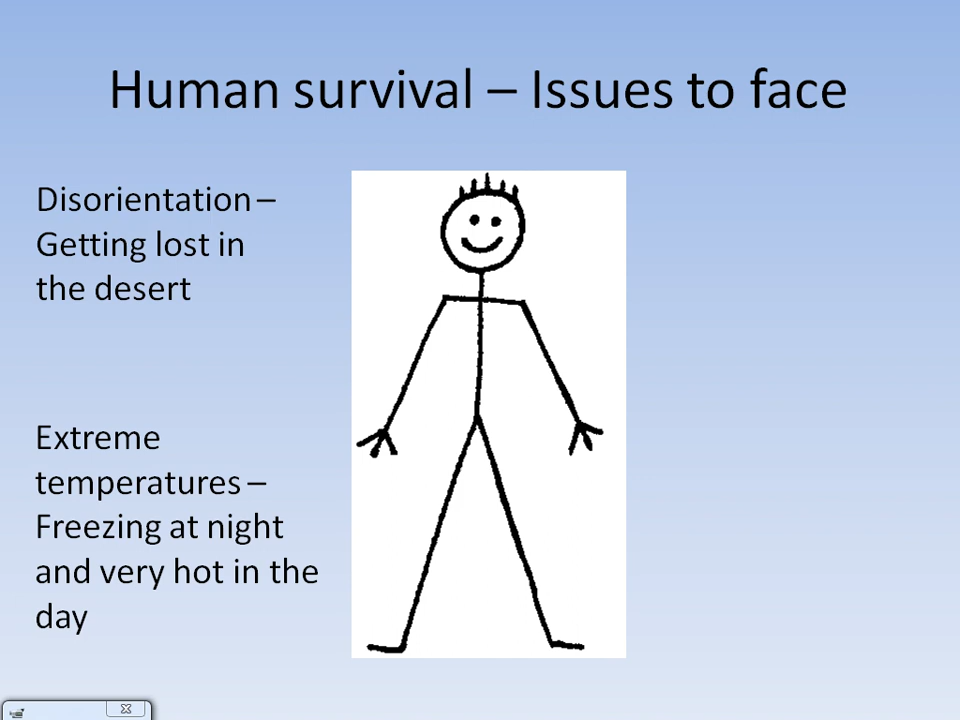 Human survival – Issues to face
Disorientation –
Getting lost in
the desert
Extreme
temperatures –
Freezing at night
and very hot in the
day